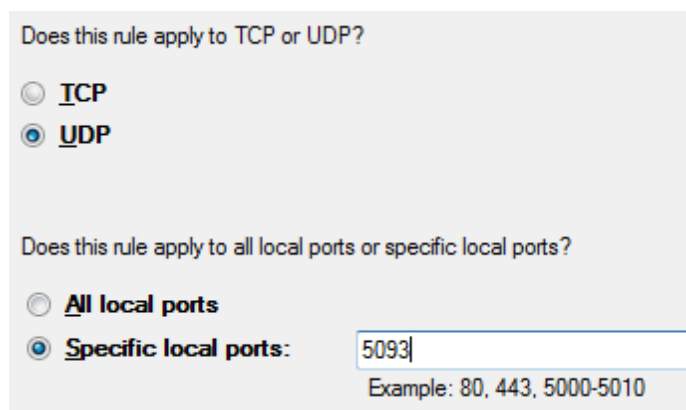 Does this rule apply to TCP or UDP?
TCP
UDP
Does this rule apply to all local ports or specific local ports?
All local ports
Specific local ports: 5093
Example: 80, 443, 5000-5010